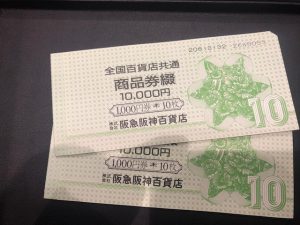 全国百貨店共通
商品券綴
10,000円
1,000円券 10枚
株式会社 阪急阪神百貨店
10
10,000円
1,000円券 10枚
株式会社 阪急阪神百貨店
10